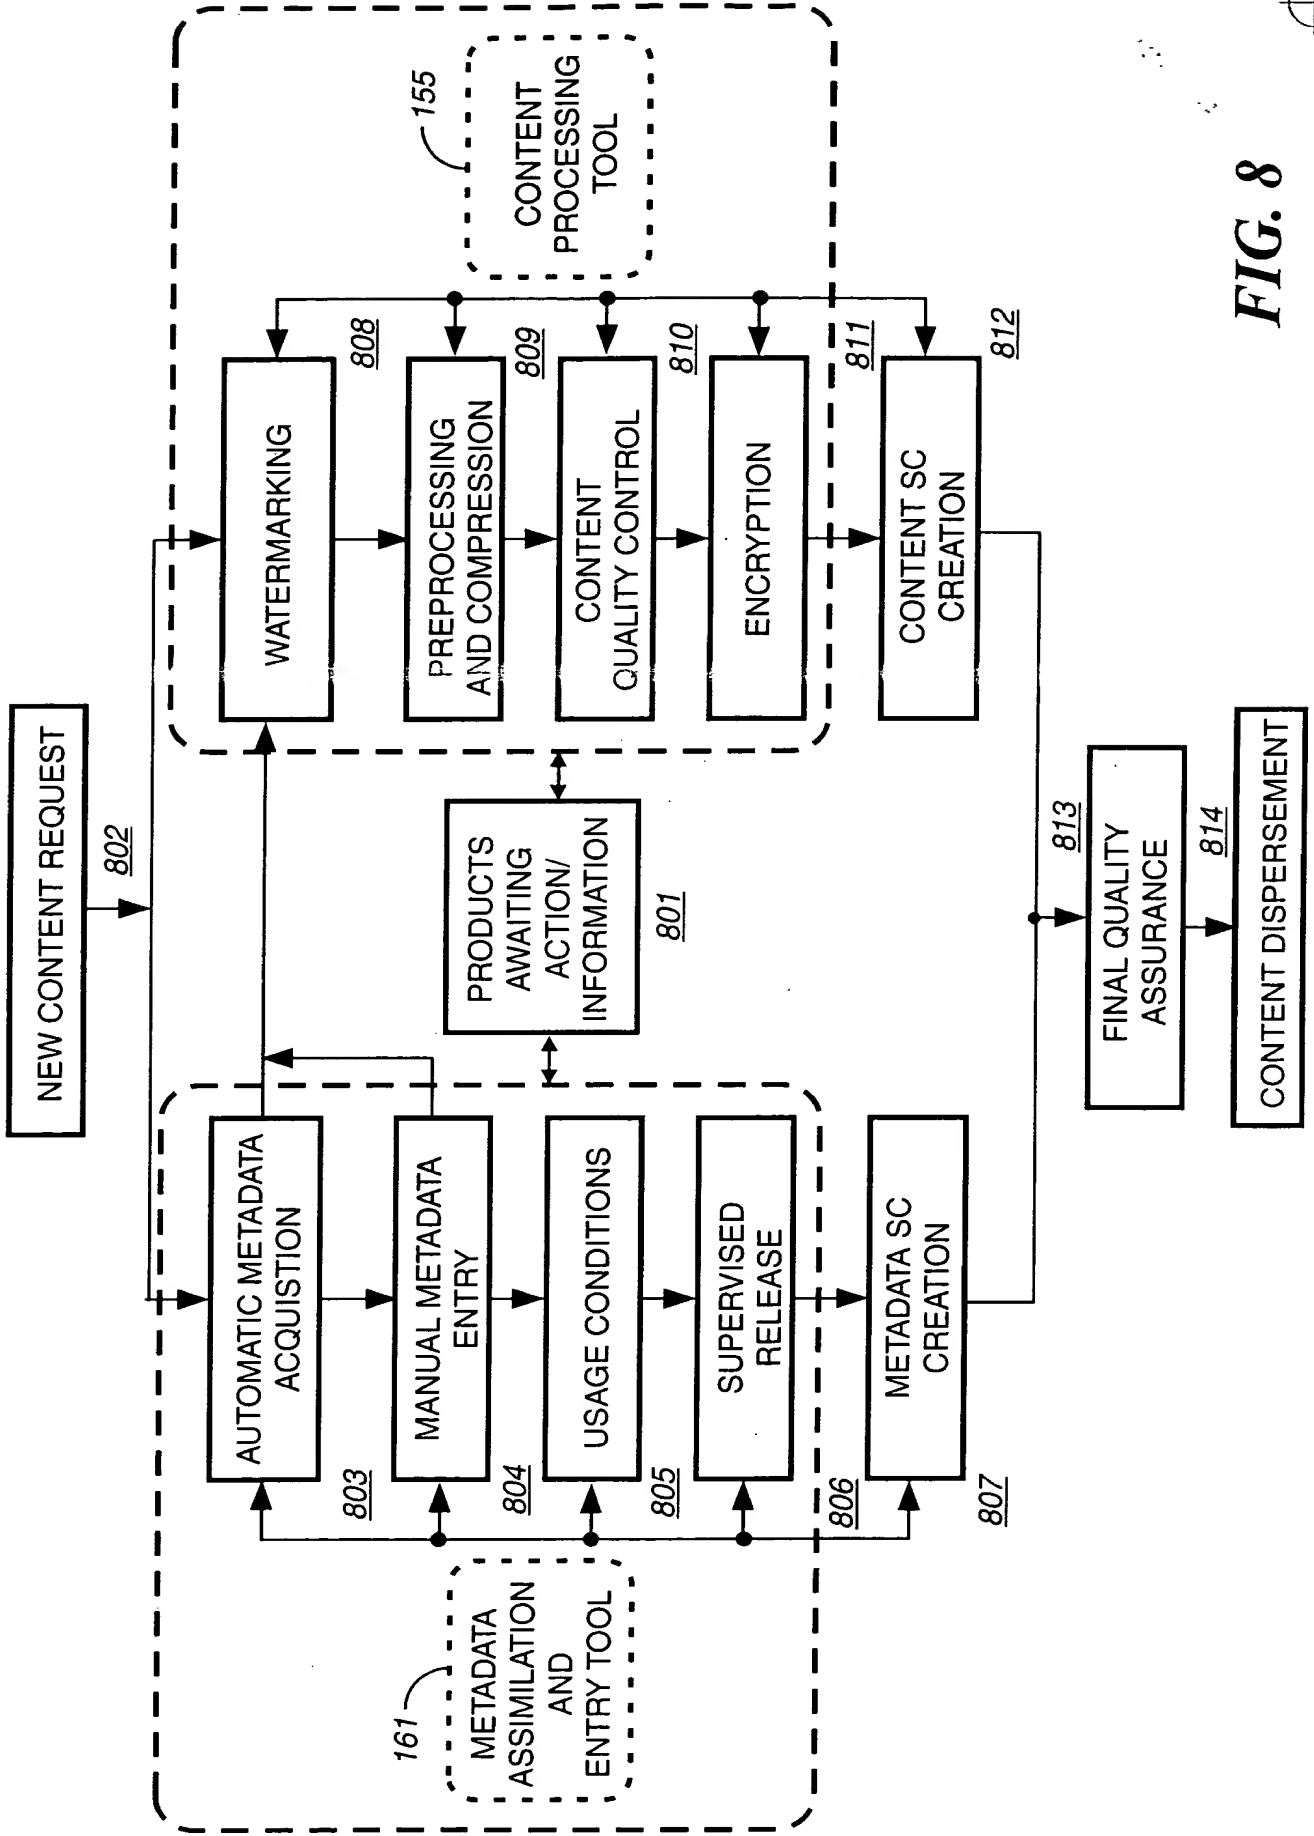 NEW CONTENT REQUEST
802
161
METADATA
ASSIMILATION
AND
ENTRY TOOL
AUTOMATIC METADATA
ACQUISTION
803
MANUAL METADATA
ENTRY
804
USAGE CONDITIONS
805
SUPERVISED
RELEASE
806
METADATA SC
CREATION
807
PRODUCTS
AWAITING
ACTION/
INFORMATION
801
WATERMARKING
808
PREPROCESSING
AND COMPRESSION
809
CONTENT
QUALITY CONTROL
810
ENCRYPTION
811
CONTENT SC
CREATION
812
155
CONTENT
PROCESSING
TOOL
813
FINAL QUALITY
ASSURANCE
814
CONTENT DISPERSEMENT
FIG. 8